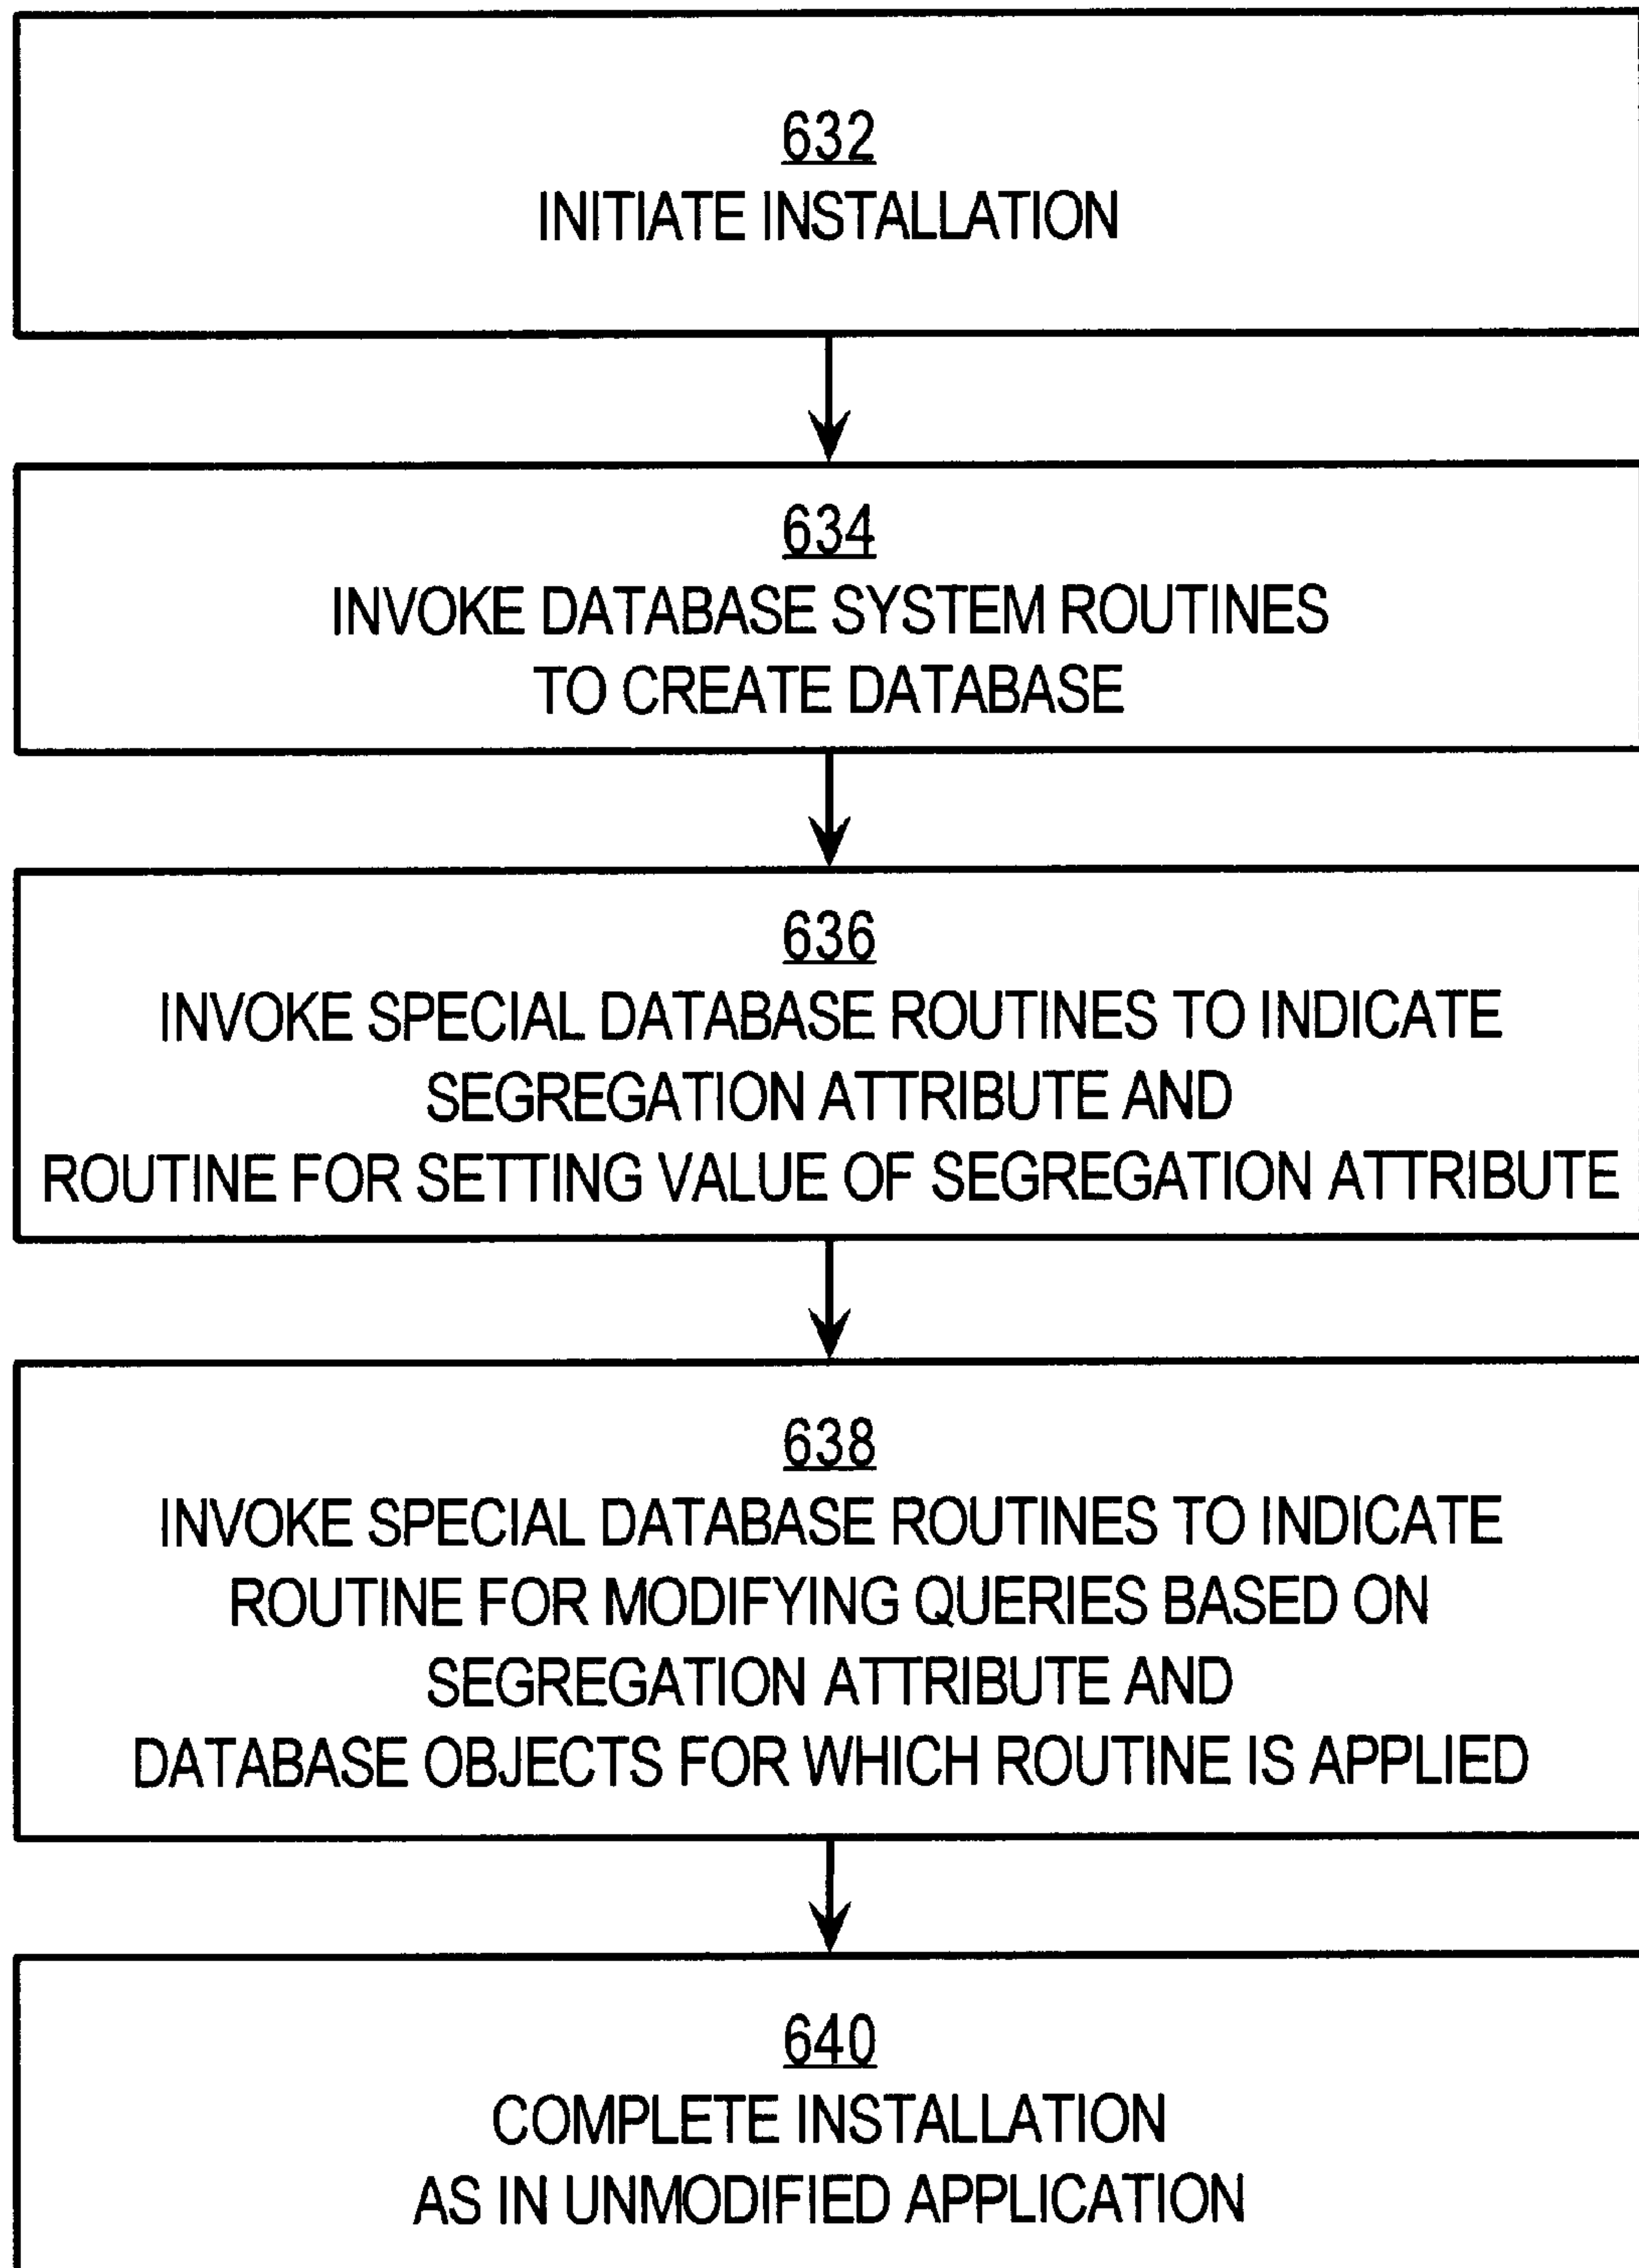 632
INITIATE INSTALLATION
634
INVOKE DATABASE SYSTEM ROUTINES
TO CREATE DATABASE
636
INVOKE SPECIAL DATABASE ROUTINES TO INDICATE
SEGREGATION ATTRIBUTE AND
ROUTINE FOR SETTING VALUE OF SEGREGATION ATTRIBUTE
638
INVOKE SPECIAL DATABASE ROUTINES TO INDICATE
ROUTINE FOR MODIFYING QUERIES BASED ON
SEGREGATION ATTRIBUTE AND
DATABASE OBJECTS FOR WHICH ROUTINE IS APPLIED
640
COMPLETE INSTALLATION
AS IN UNMODIFIED APPLICATION